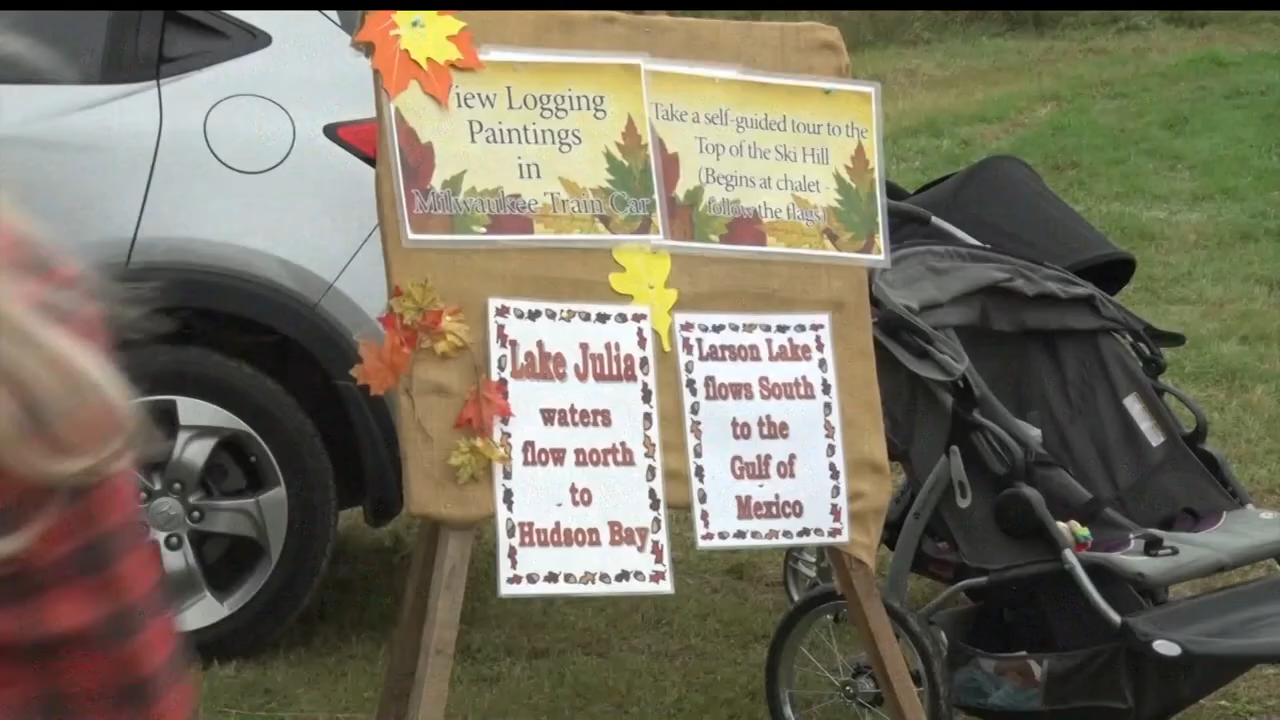 View Logging
Paintings
in
Milwaukee Train Car
Take a self-guided tour to the
Top of the Ski Hill
(Begins at chalet -
follow the flags)
Lake Julia
waters
flow north
to
Hudson Bay
Larson Lake
flows South
to the
Gulf of
Mexico